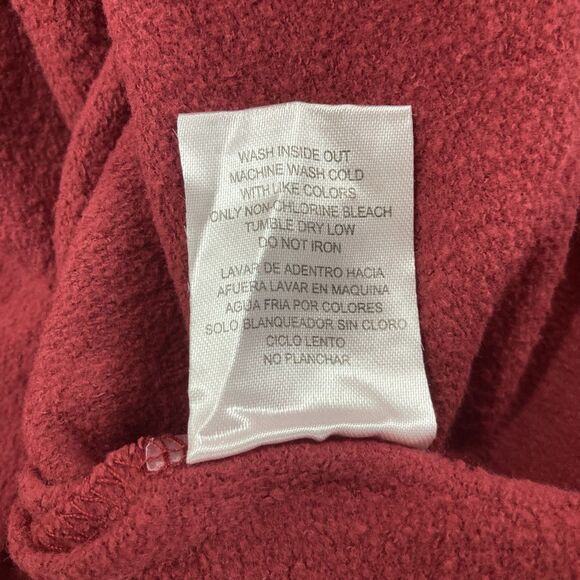 WASH INSIDE OUT
MACHINE WASH COLD
WITH LIKE COLORS
ONLY NON-CHLORINE BLEACH
TUMBLE DRY LOW
DO NOT IRON
LAVAR DE ADENTRO HACIA
AFUERA LAVAR EN MAQUINA
AGUA FRIA POR COLORES
SOLO BLANQUEADOR SIN CLORO
CICLO LENTO
NO PLANCHAR